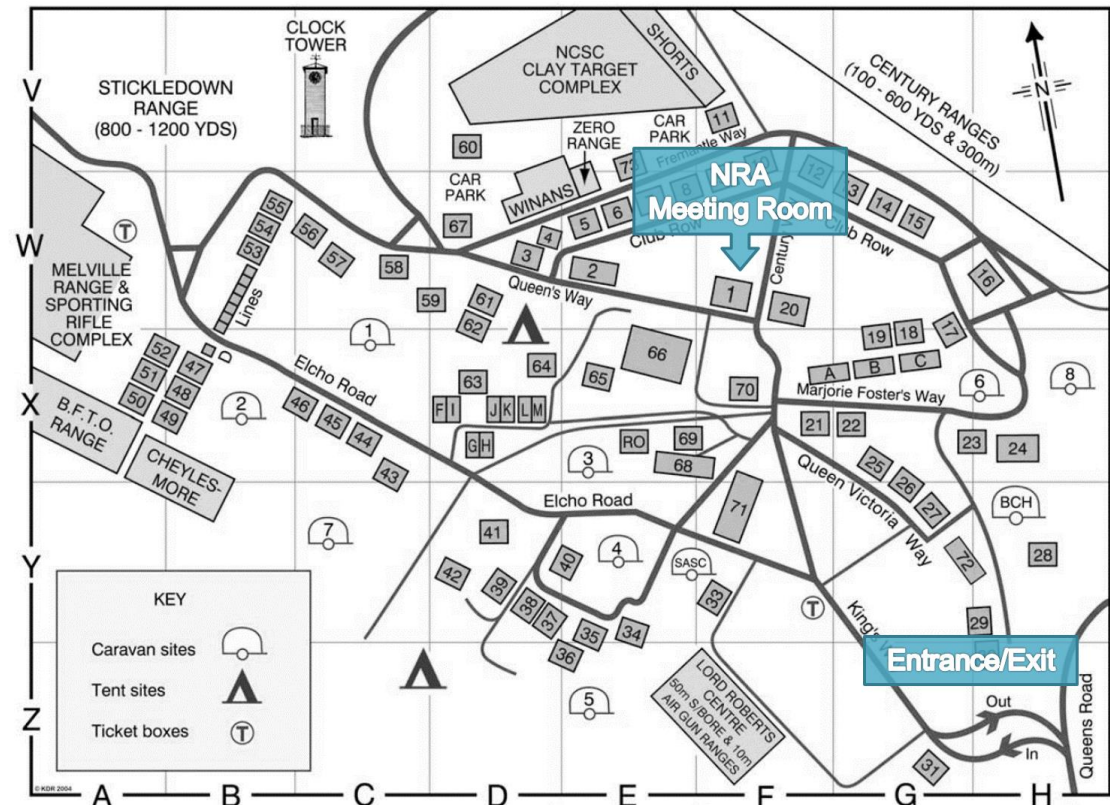 CLOCK
TOWER
V
STICKLEDOWN
RANGE
(800 - 1200 YDS)
NCSC
CLAY TARGET
COMPLEX
SHORTS
CENTURY RANGES
(100 - 600 YDS & 300m)
N
60
ZERO
RANGE
CAR
PARK
11
73
Fremantle Way
NRA
Meeting Room
CAR
PARK
WINANS
67
5
6
8
12
13
14
15
Club Row
Club Row
W
T
MELVILLE
RANGE &
SPORTING
RIFLE
COMPLEX
55
54
53
56
57
58
59
3
4
2
Queen's Way
1
20
16
Lines
D
61
62
1
64
66
65
63
70
19
18
17
A
B
C
Marjorie Foster's Way
6
8
X
52
51
50
47
48
49
2
Elcho Road
46
45
44
43
F I
J K
L M
G H
3
RO
69
68
21
22
23
24
B.F.T.O.
RANGE
CHEYLES-
MORE
25
26
27
Queen Victoria
Way
BCH
Y
7
41
Elcho Road
71
42
39
40
38
37
4
SASC
33
35
34
36
T
72
28
29
King's
Entrance/Exit
KEY
Caravan sites
Tent sites
Ticket boxes
T
Z
5
LORD ROBERTS
CENTRE
50m S/BORE & 10m
AIR GUN RANGES
Out
In
31
Queens Road
© KDR 2004
A
B
C
D
E
F
G
H